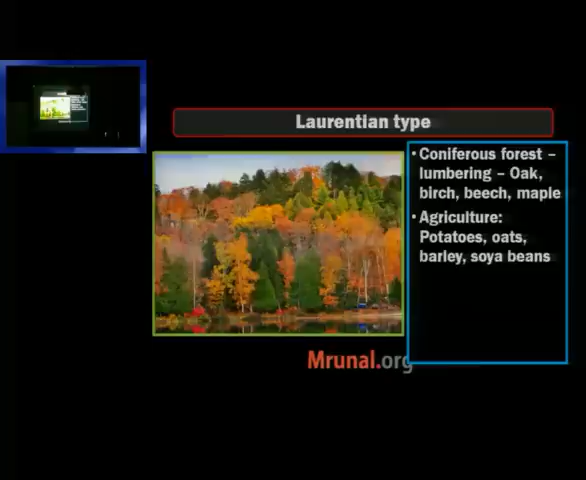 Laurentian type
• Coniferous forest –
lumbering – Oak,
birch, beech, maple
• Agriculture:
Potatoes, oats,
barley, soya beans
Mrunal.org